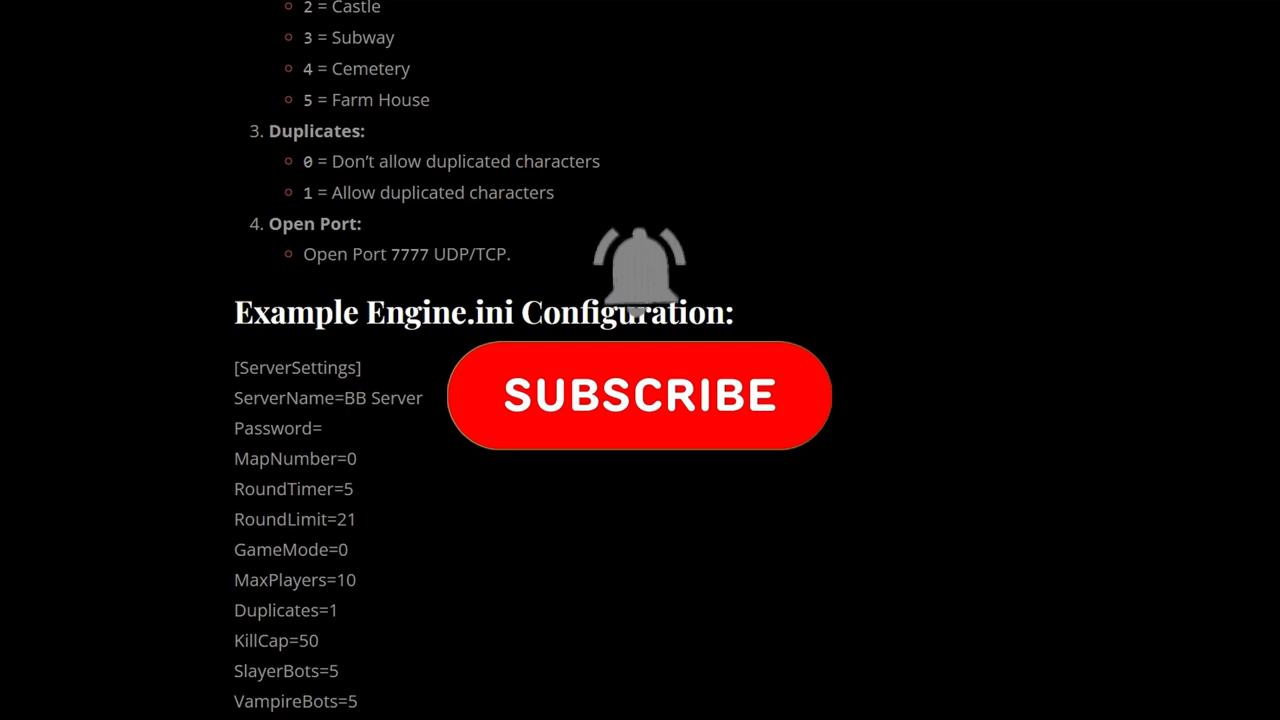 2 = Castle
3 = Subway
4 = Cemetery
5 = Farm House
3. Duplicates:
0 = Don’t allow duplicated characters
1 = Allow duplicated characters
4. Open Port:
Open Port 7777 UDP/TCP.
Example Engine.ini Configuration:
[ServerSettings]
ServerName=BB Server
SUBSCRIBE
Password=
MapNumber=0
RoundTimer=5
RoundLimit=21
GameMode=0
MaxPlayers=10
Duplicates=1
KillCap=50
SlayerBots=5
VampireBots=5